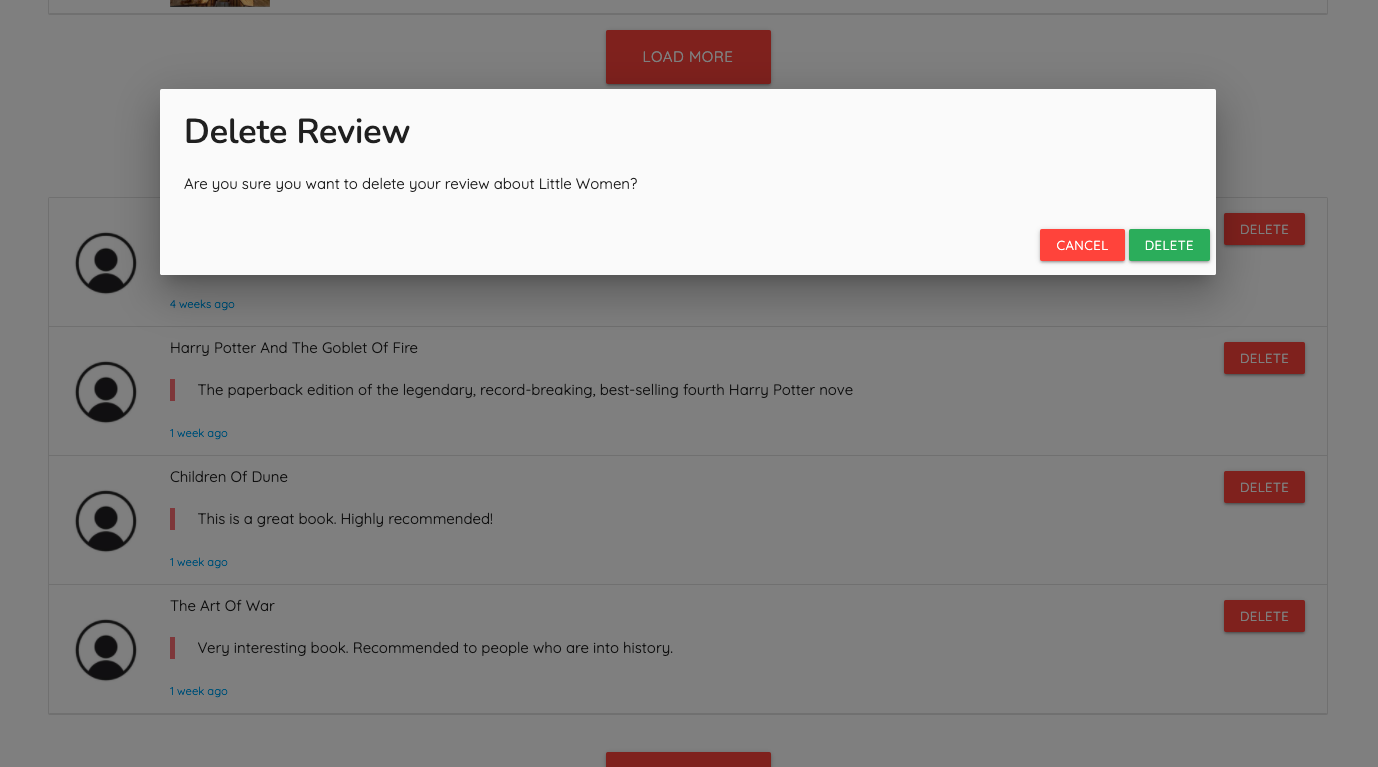 LOAD MORE
Delete Review
Are you sure you want to delete your review about Little Women?
CANCEL DELETE
DELETE
4 weeks ago
Harry Potter And The Goblet Of Fire
DELETE
The paperback edition of the legendary, record-breaking, best-selling fourth Harry Potter nove
1 week ago
Children Of Dune
DELETE
This is a great book. Highly recommended!
1 week ago
The Art Of War
DELETE
Very interesting book. Recommended to people who are into history.
1 week ago